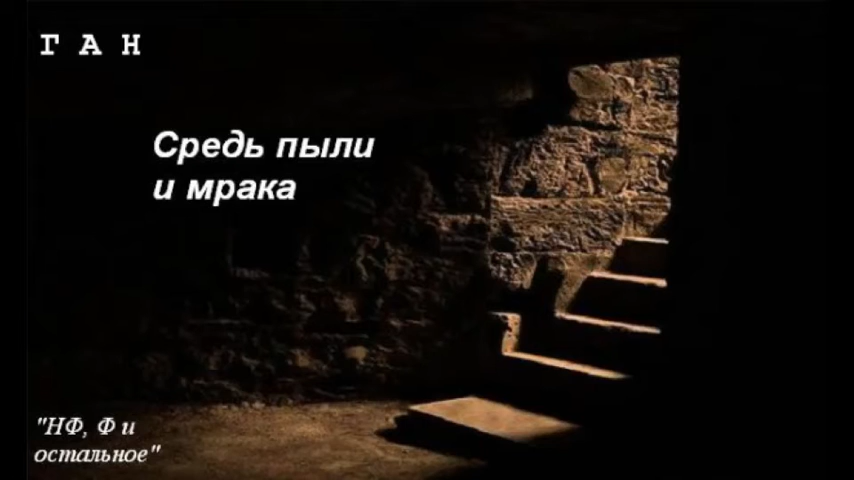 Г А Н
Средь пыли
и мрака
"НФ, Ф и
остальное"